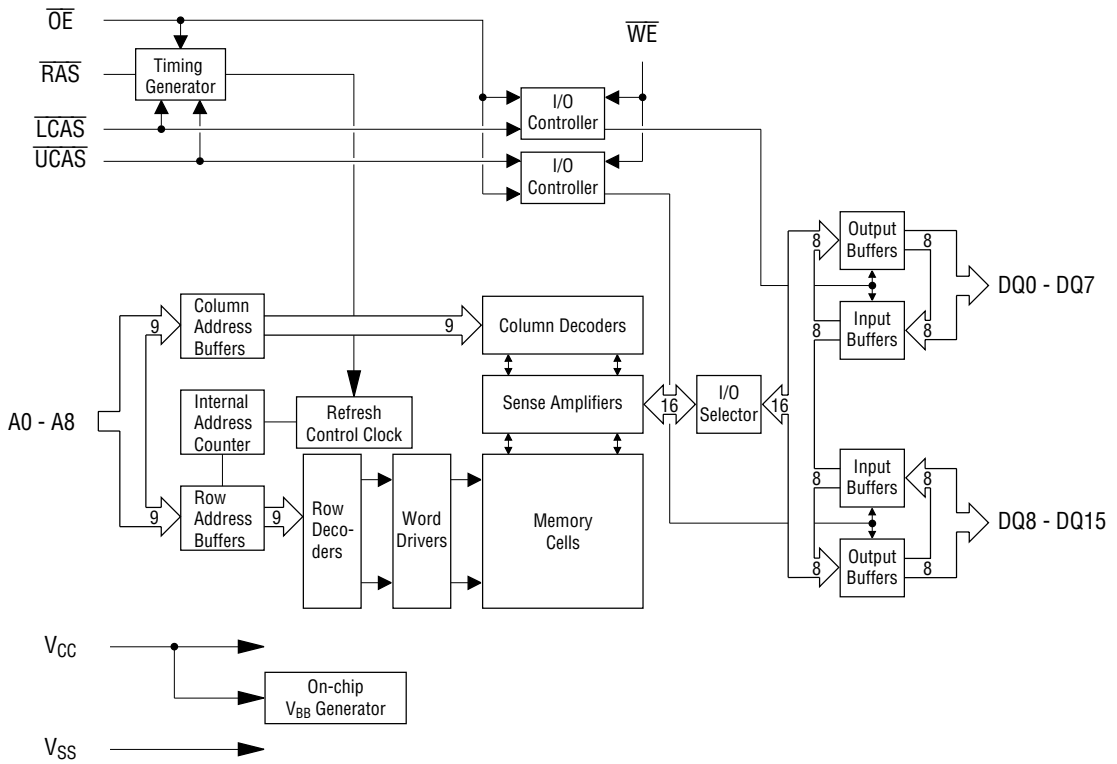 OE
WE
RAS
Timing
Generator
I/O
Controller
LCAS
UCAS
I/O
Controller
8
Output
Buffers
8
DQ0 - DQ7
8
Input
Buffers
8
9
Column
Address
Buffers
9
Column Decoders
A0 - A8
Internal
Address
Counter
Refresh
Control Clock
Sense Amplifiers
16
I/O
Selector
16
9
Row
Address
Buffers
9
Row
Deco-
ders
Word
Drivers
Memory
Cells
8
Input
Buffers
8
DQ8 - DQ15
8
Output
Buffers
8
VCC
On-chip
VBB Generator
VSS